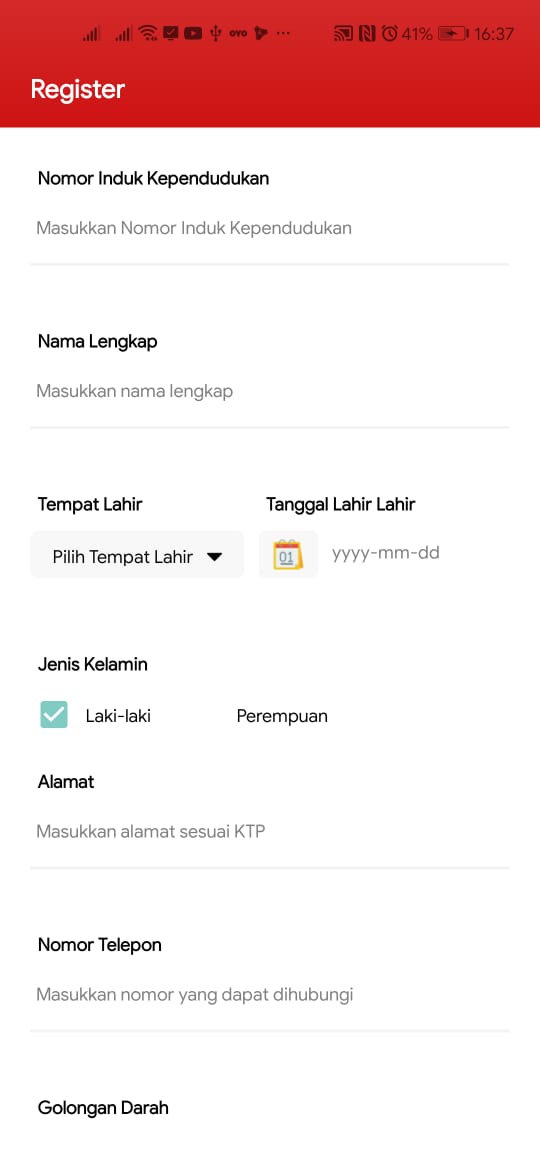 OVO 41% 16:37
Register
Nomor Induk Kependudukan
Masukkan Nomor Induk Kependudukan
Nama Lengkap
Masukkan nama lengkap
Tempat Lahir Tanggal Lahir Lahir
Pilih Tempat Lahir 01 yyyy-mm-dd
Jenis Kelamin
Laki-laki Perempuan
Alamat
Masukkan alamat sesuai KTP
Nomor Telepon
Masukkan nomor yang dapat dihubungi
Golongan Darah